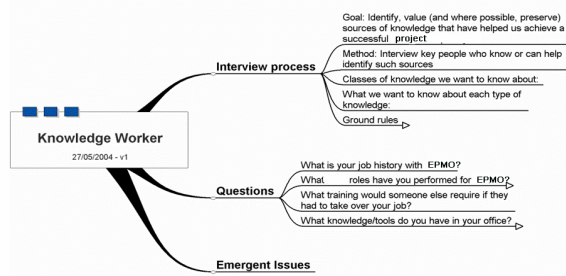 Goal: Identify, value (and where possible, preserve)
sources of knowledge that have helped us achieve a
successful project
Method: Interview key people who know or can help
identify such sources
Interview process
Classes of knowledge we want to know about:
What we want to know about each type of
knowledge:
Ground rules
Knowledge Worker
27/05/2004 - v1
What is your job history with EPMO?
What roles have you performed for EPMO?
Questions
What training would someone else require if they
had to take over your job?
What knowledge/tools do you have in your office?
Emergent Issues